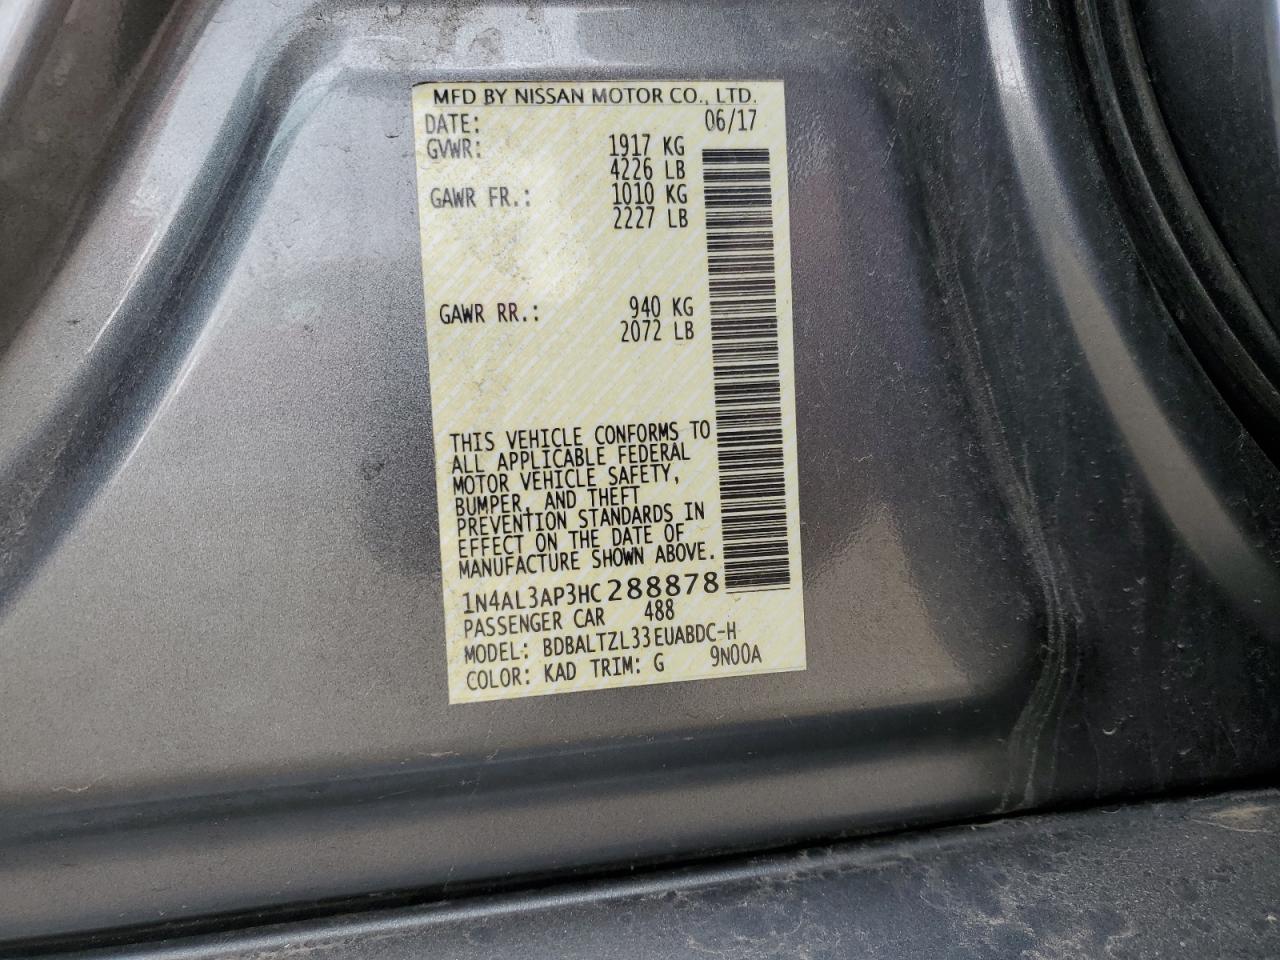 MFD BY NISSAN MOTOR CO., LTD.
DATE: 06/17
GVWR: 1917 KG
4226 LB
GAWR FR.: 1010 KG
2227 LB
GAWR RR.: 940 KG
2072 LB
THIS VEHICLE CONFORMS TO
ALL APPLICABLE FEDERAL
MOTOR VEHICLE SAFETY,
BUMPER, AND THEFT
PREVENTION STANDARDS IN
EFFECT ON THE DATE OF
MANUFACTURE SHOWN ABOVE.
1N4AL3AP3HC288878
PASSENGER CAR 488
MODEL: BDBALTZL33EUABDC-H
COLOR: KAD TRIM: G 9N00A